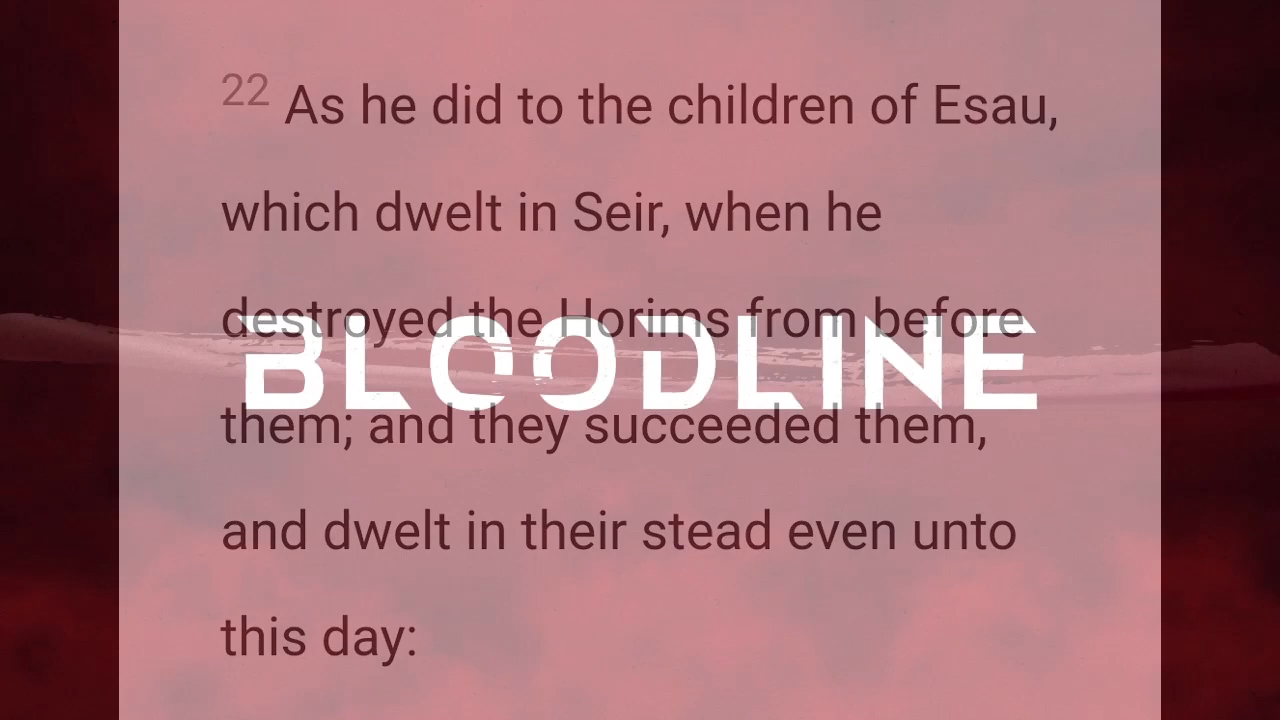 22 As he did to the children of Esau,
which dwelt in Seir, when he
destroyed the Horims from before
BLOODLINE
them; and they succeeded them,
and dwelt in their stead even unto
this day: